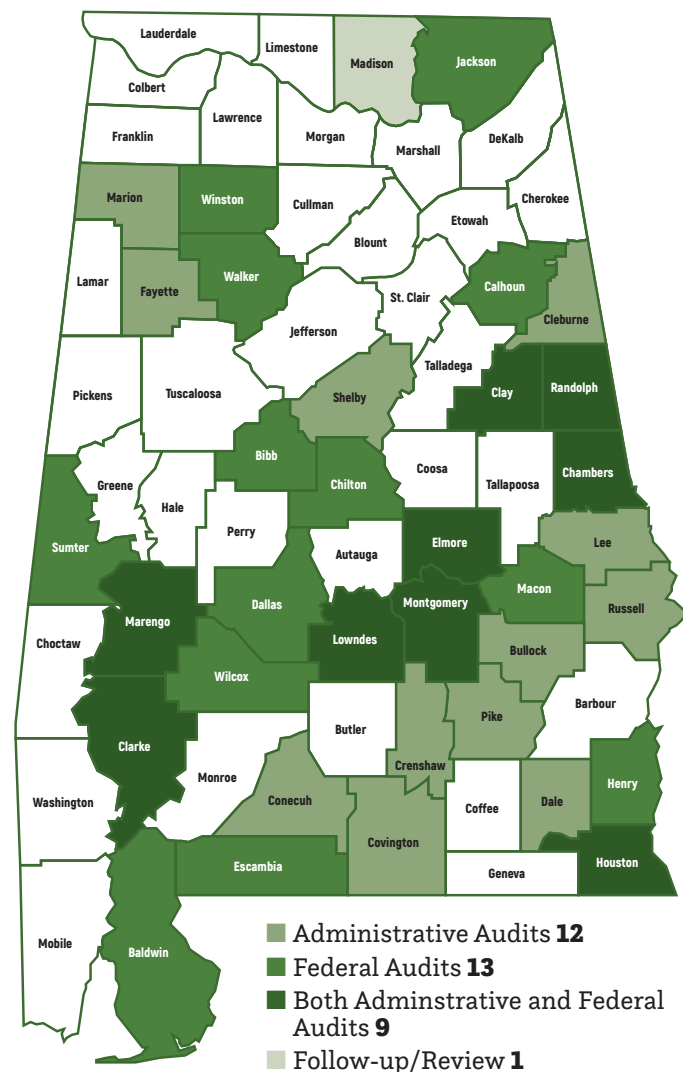 Lauderdale
Limestone
Madison
Jackson
Colbert
Lawrence
Franklin
Morgan
Marshall
DeKalb
Marion
Winston
Cullman
Cherokee
Etowah
Blount
Lamar
Fayette
Walker
St. Clair
Calhoun
Cleburne
Jefferson
Talladega
Pickens
Tuscaloosa
Shelby
Clay
Randolph
Bibb
Greene
Hale
Chilton
Coosa
Tallapoosa
Chambers
Sumter
Perry
Autauga
Elmore
Lee
Dallas
Macon
Marengo
Montgomery
Russell
Choctaw
Lowndes
Bullock
Wilcox
Clarke
Butler
Pike
Barbour
Monroe
Crenshaw
Washington
Conecuh
Coffee
Dale
Henry
Covington
Escambia
Geneva
Houston
Mobile
Baldwin
Administrative Audits 12
Federal Audits 13
Both Adminstrative and Federal
Audits 9
Follow-up/Review 1